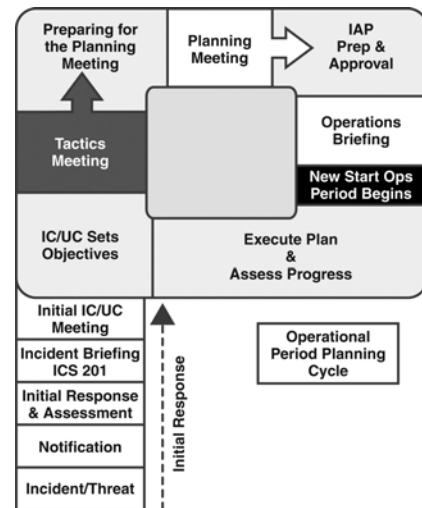 Preparing for
the Planning
Meeting
Planning
Meeting
IAP
Prep &
Approval
Tactics
Meeting
Operations
Briefing
New Start Ops
Period Begins
IC/UC Sets
Objectives
Execute Plan
&
Assess Progress
Initial IC/UC
Meeting
Incident Briefing
ICS 201
Initial Response
& Assessment
Notification
Incident/Threat
Initial Response
Operational
Period Planning
Cycle